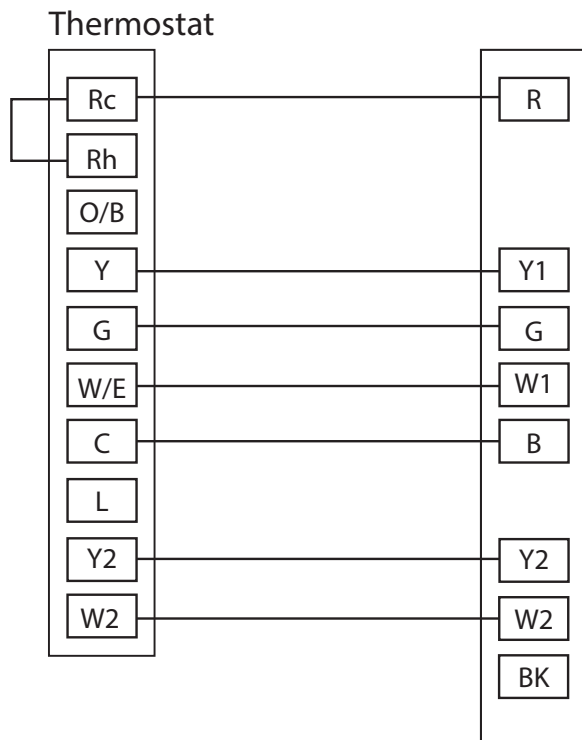 Thermostat
Rc R
Rh
O/B
Y Y1
G G
W/E W1
C B
L
Y2 Y2
W2 W2
BK